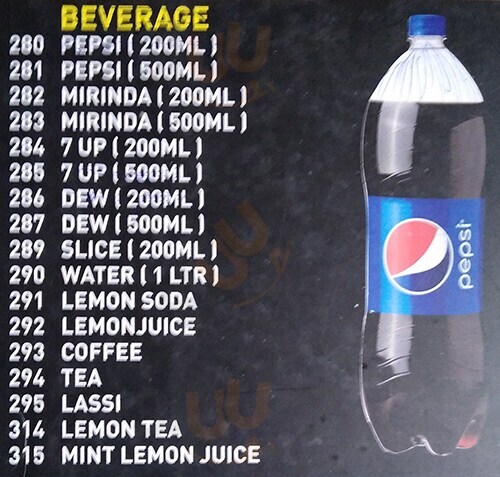 BEVERAGE
280 PEPSI ( 200ML )
281 PEPSI ( 500ML )
282 MIRINDA ( 200ML )
283 MIRINDA ( 500ML )
284 7 UP ( 200ML )
285 7 UP ( 500ML )
286 DEW ( 200ML )
287 DEW ( 500ML )
289 SLICE ( 200ML )
290 WATER ( 1 LTR )
291 LEMON SODA
292 LEMONJUICE
293 COFFEE
294 TEA
295 LASSI
314 LEMON TEA
315 MINT LEMON JUICE
pepsi